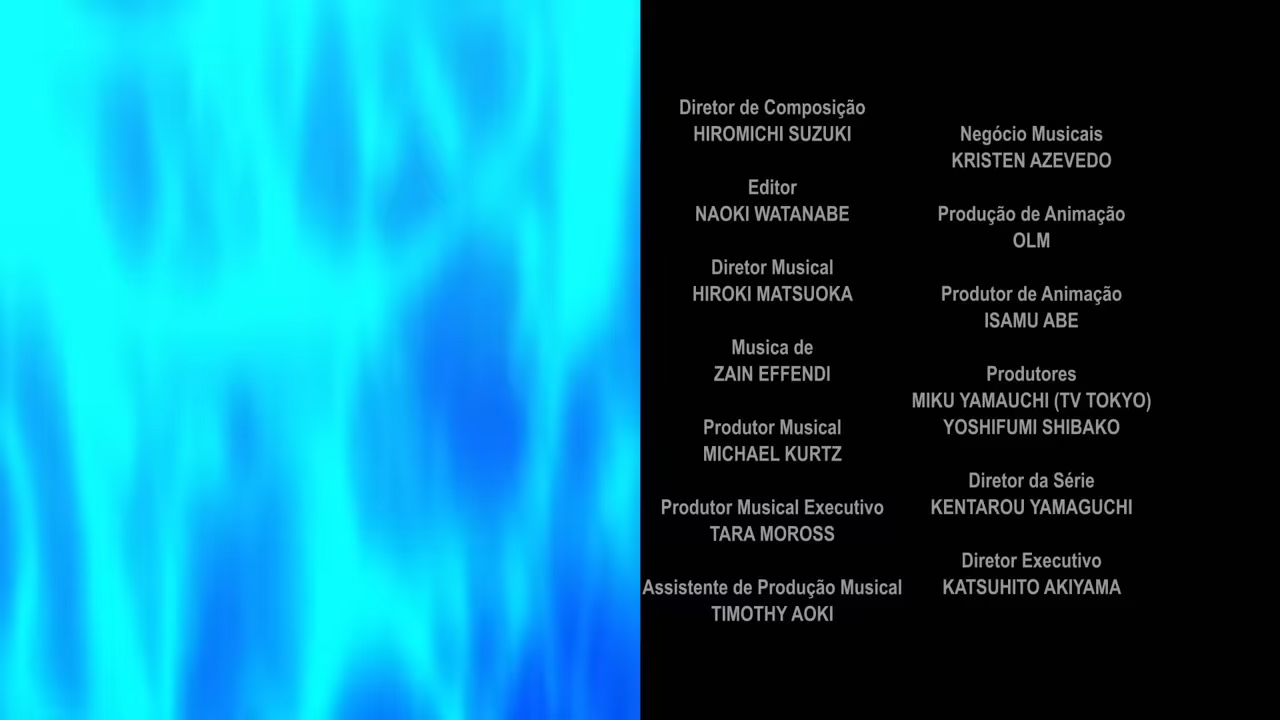 Diretor de Composição
HIROMICHI SUZUKI
Editor
NAOKI WATANABE
Diretor Musical
HIROKI MATSUOKA
Musica de
ZAIN EFFENDI
Produtor Musical
MICHAEL KURTZ
Produtor Musical Executivo
TARA MOROSS
Assistente de Produção Musical
TIMOTHY AOKI
Negócio Musicais
KRISTEN AZEVEDO
Produção de Animação
OLM
Produtor de Animação
ISAMU ABE
Produtores
MIKU YAMAUCHI (TV TOKYO)
YOSHIFUMI SHIBAKO
Diretor da Série
KENTAROU YAMAGUCHI
Diretor Executivo
KATSUHITO AKIYAMA